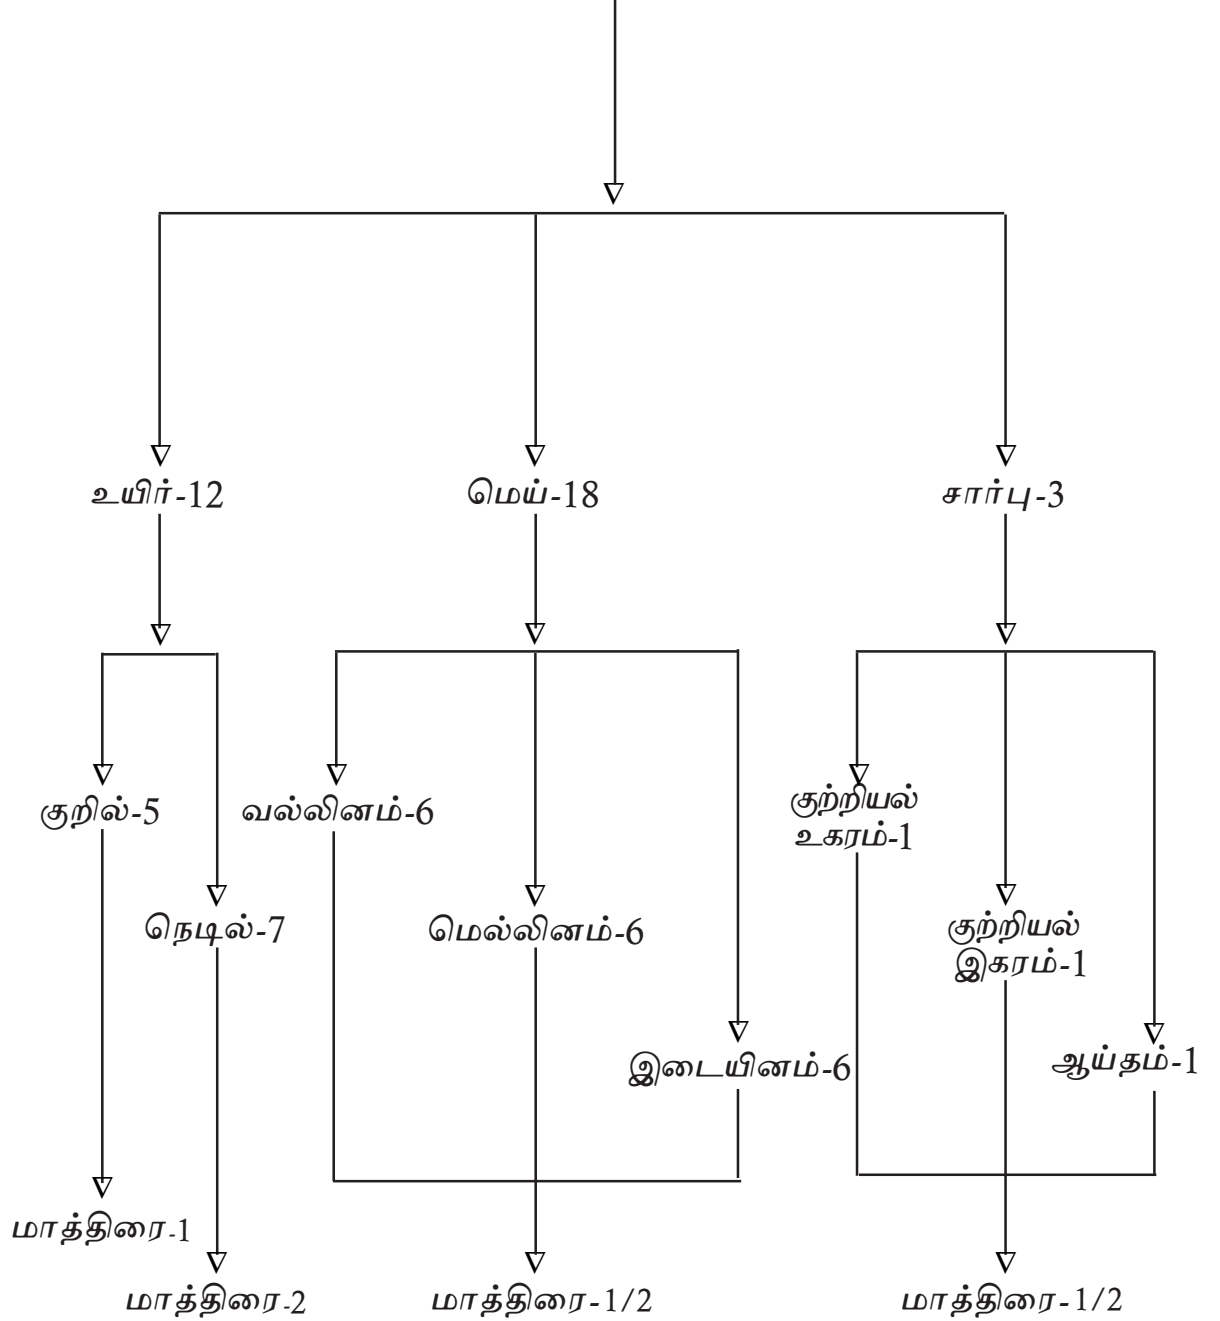 உயிர்-12
மெய்-18
சார்பு-3
குறில்-5
வல்லினம்-6
குற்றியல்
உகரம்-1
நெடில்-7
மெல்லினம்-6
குற்றியல்
இகரம்-1
இடையினம்-6
ஆய்தம்-1
மாத்திரை-1
மாத்திரை-2
மாத்திரை-1/2
மாத்திரை-1/2